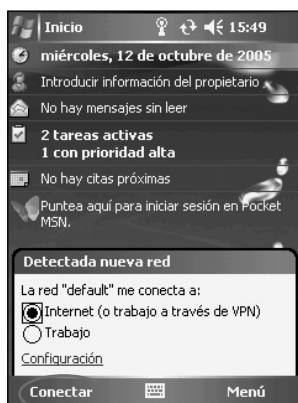 Inicio 15:49
miércoles, 12 de octubre de 2005
Introducir información del propietario
No hay mensajes sin leer
2 tareas activas
1 con prioridad alta
No hay citas próximas
Puntea aquí para iniciar sesión en Pocket
MSN.
Detectada nueva red
La red "default" me conecta a:
Internet (o trabajo a través de VPN)
Trabajo
Configuración
Conectar Menú